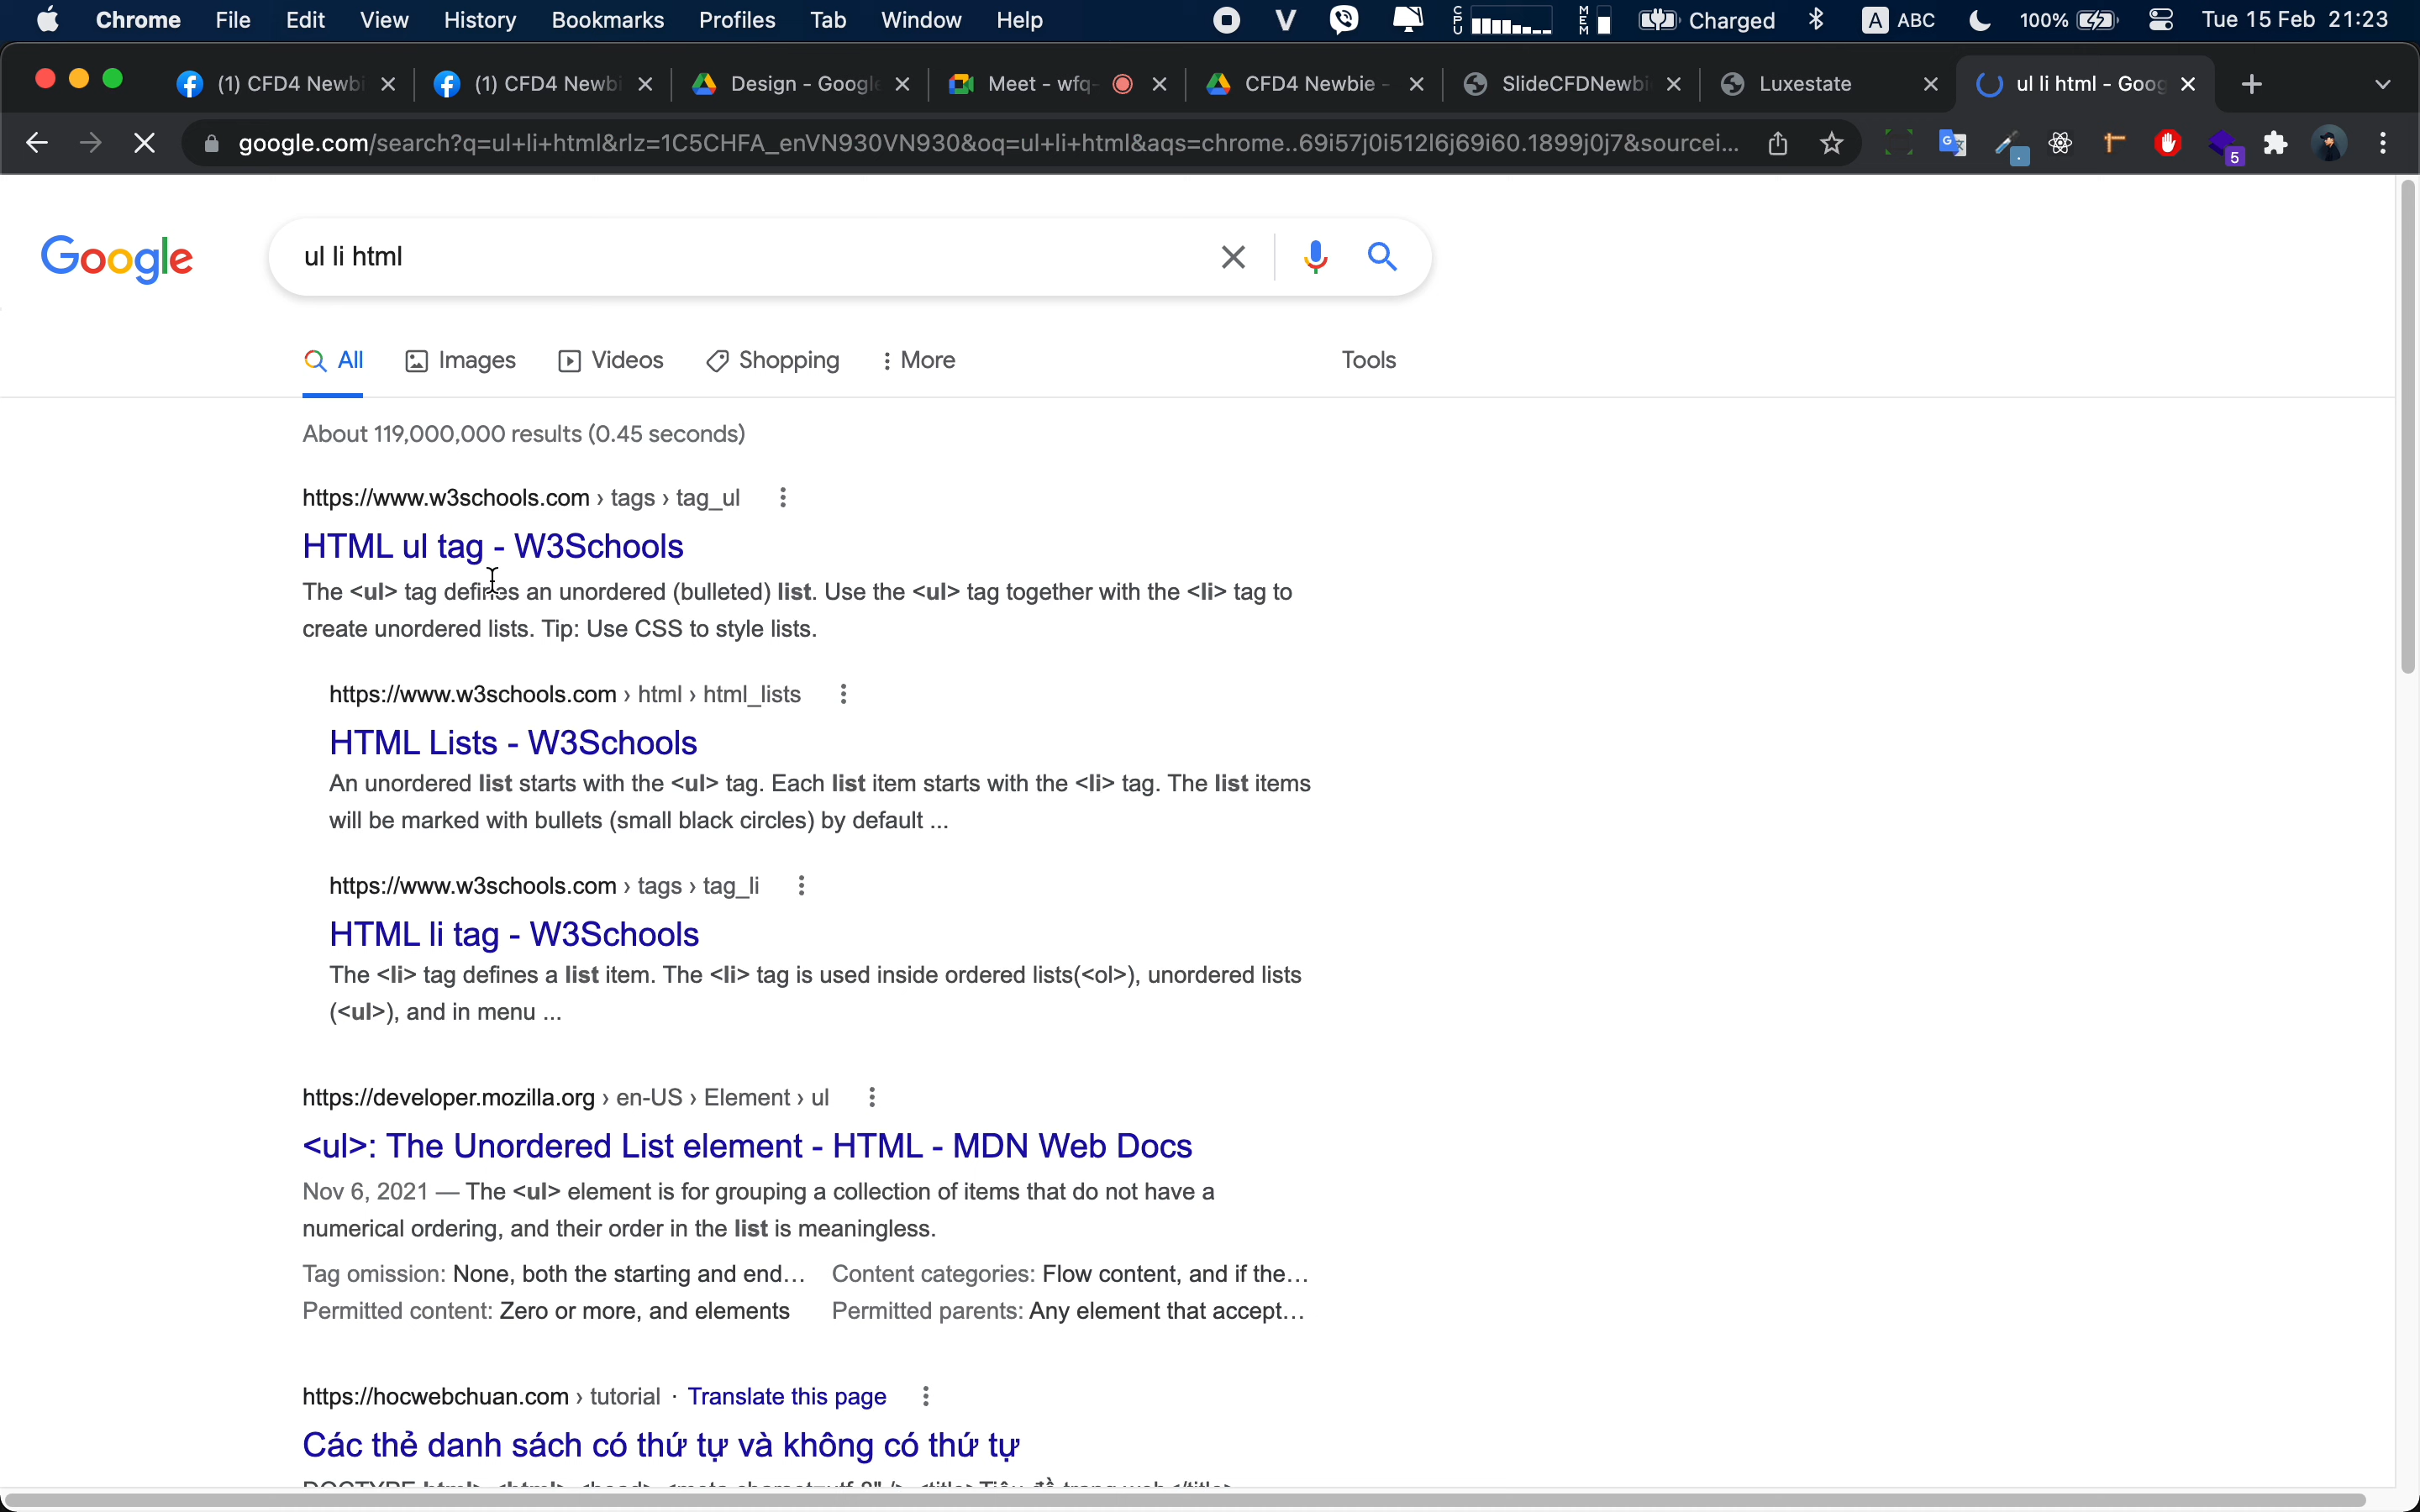 Chrome File Edit View History Bookmarks Profiles Tab Window Help CPU MEM Charged A ABC 100% Tue 15 Feb 21:23
(1) CFD4 Newbi (1) CFD4 Newbi Design - Google Meet - wfq- CFD4 Newbie - SlideCFDNewbi Luxestate ul li html - Goog
google.com/search?q=ul+li+html&rlz=1C5CHFA_enVN930VN930&oq=ul+li+html&aqs=chrome..69i57j0i512l6j69i60.1899j0j7&sourcei... 5
Google ul li html
All Images Videos Shopping More Tools
About 119,000,000 results (0.45 seconds)
https://www.w3schools.com › tags › tag_ul
HTML ul tag - W3Schools
The <ul> tag defines an unordered (bulleted) list. Use the <ul> tag together with the <li> tag to
create unordered lists. Tip: Use CSS to style lists.
https://www.w3schools.com › html › html_lists
HTML Lists - W3Schools
An unordered list starts with the <ul> tag. Each list item starts with the <li> tag. The list items
will be marked with bullets (small black circles) by default ...
https://www.w3schools.com › tags › tag_li
HTML li tag - W3Schools
The <li> tag defines a list item. The <li> tag is used inside ordered lists(<ol>), unordered lists
(<ul>), and in menu ...
https://developer.mozilla.org › en-US › Element › ul
<ul>: The Unordered List element - HTML - MDN Web Docs
Nov 6, 2021 — The <ul> element is for grouping a collection of items that do not have a
numerical ordering, and their order in the list is meaningless.
Tag omission: None, both the starting and end... Content categories: Flow content, and if the...
Permitted content: Zero or more, and elements Permitted parents: Any element that accept...
https://hocwebchuan.com › tutorial · Translate this page
Các thẻ danh sách có thứ tự và không có thứ tự